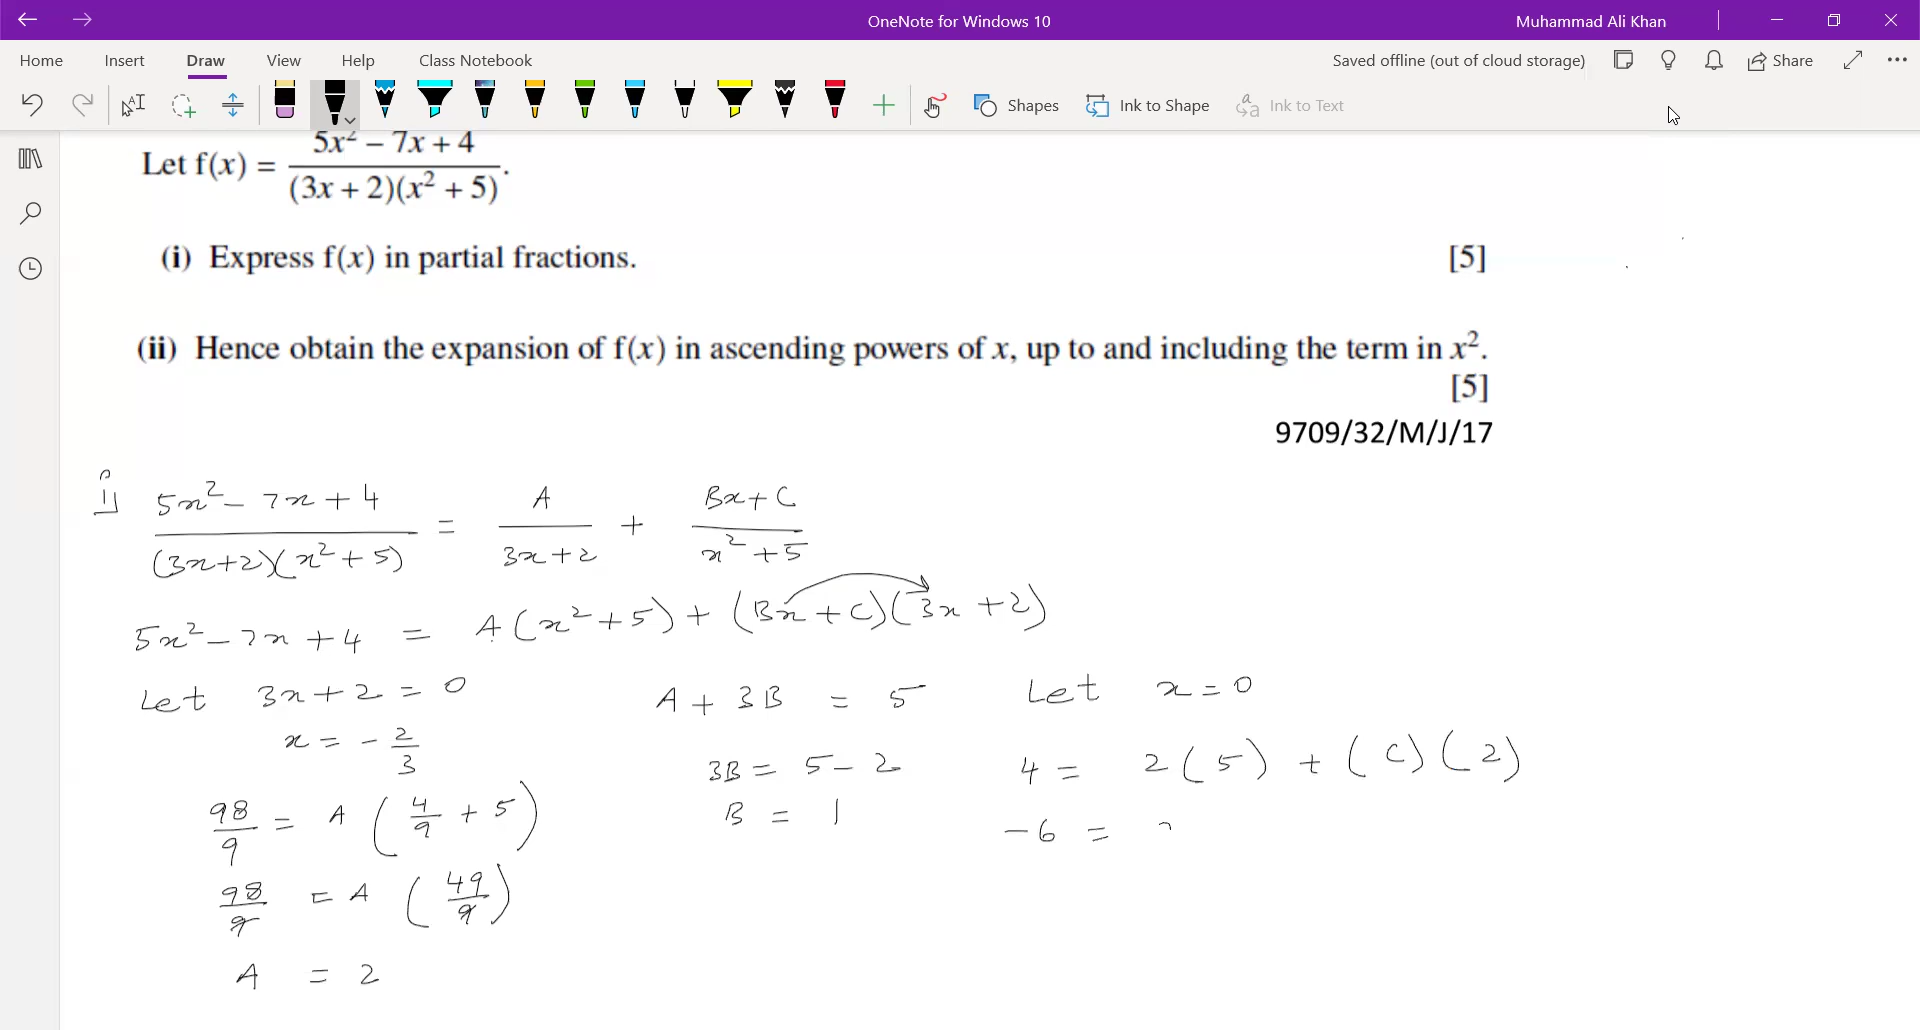 OneNote for Windows 10
Muhammad Ali Khan
Home Insert Draw View Help Class Notebook
Saved offline (out of cloud storage)
Share
Shapes
Ink to Shape
Ink to Text
Let f(x) = (5x² − 7x + 4)/((3x + 2)(x² + 5)).
(i) Express f(x) in partial fractions. [5]
(ii) Hence obtain the expansion of f(x) in ascending powers of x, up to and including the term in x².
[5]
9709/32/M/J/17
i) (5x² − 7x + 4)/((3x+2)(x²+5)) = A/(3x+2) + (Bx+C)/(x²+5)
5x² − 7x + 4 = A(x²+5) + (Bx+C)(3x+2)
Let 3x+2 = 0
x = −2/3
98/9 = A(4/9 + 5)
98/9 = A(49/9)
A = 2
A + 3B = 5
3B = 5 − 2
B = 1
Let x = 0
4 = 2(5) + (C)(2)
−6 =